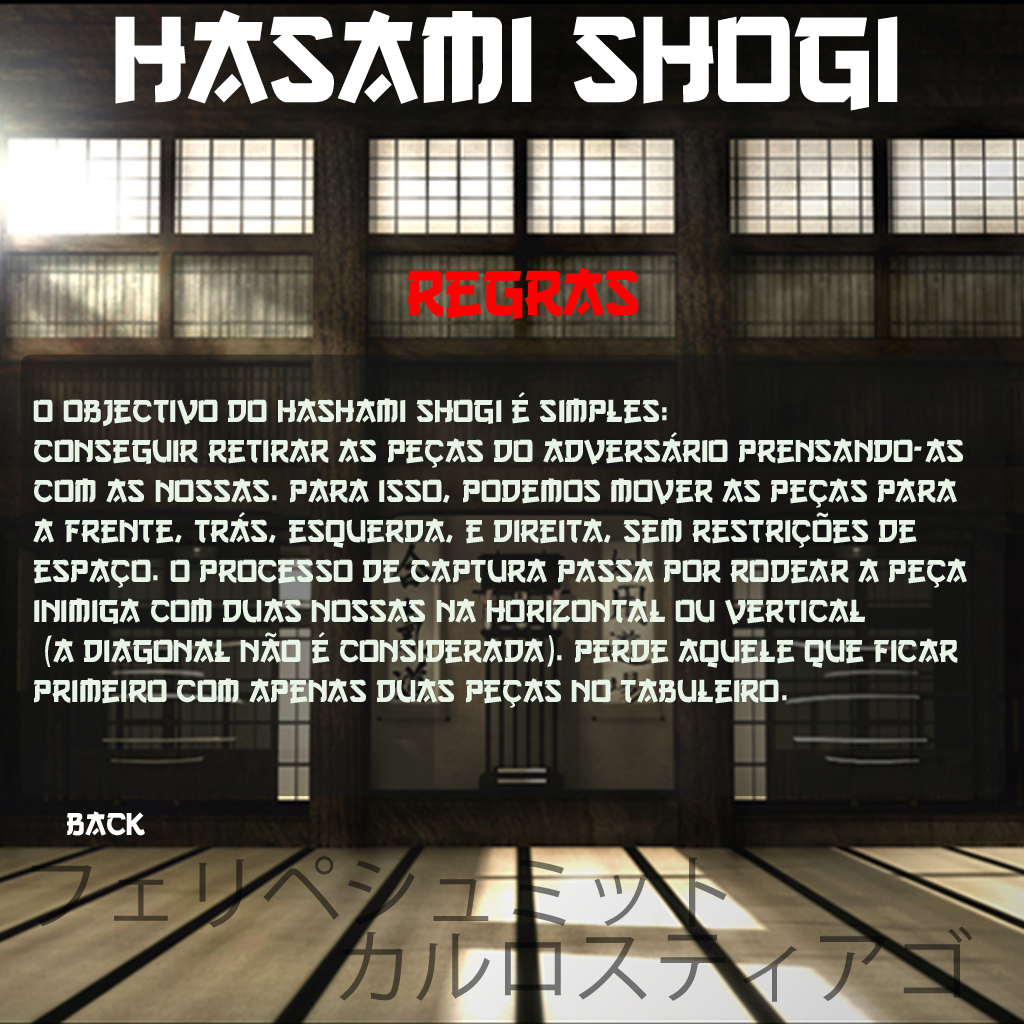 HASAMI SHOGI
REGRAS
O OBJECTIVO DO HASHAMI SHOGI É SIMPLES:
CONSEGUIR RETIRAR AS PEÇAS DO ADVERSÁRIO PRENSANDO-AS
COM AS NOSSAS. PARA ISSO, PODEMOS MOVER AS PEÇAS PARA
A FRENTE, TRÁS, ESQUERDA, E DIREITA, SEM RESTRIÇÕES DE
ESPAÇO. O PROCESSO DE CAPTURA PASSA POR RODEAR A PEÇA
INIMIGA COM DUAS NOSSAS NA HORIZONTAL OU VERTICAL
(A DIAGONAL NÃO É CONSIDERADA). PERDE AQUELE QUE FICAR
PRIMEIRO COM APENAS DUAS PEÇAS NO TABULEIRO.
BACK
フェリペシュミット
カルロスティアゴ